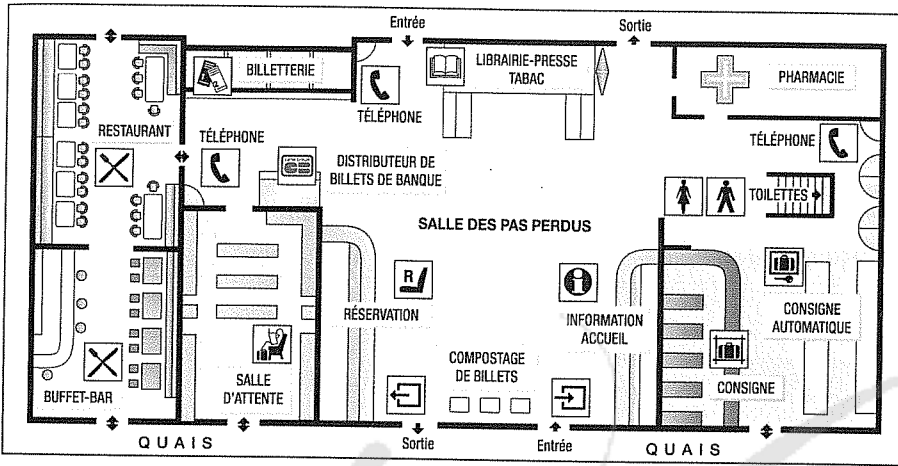 Entrée
Sortie
BILLETTERIE
LIBRAIRIE-PRESSE
TABAC
PHARMACIE
TÉLÉPHONE
RESTAURANT
TÉLÉPHONE
TÉLÉPHONE
DISTRIBUTEUR DE
BILLETS DE BANQUE
TOILETTES
SALLE DES PAS PERDUS
R
RÉSERVATION
INFORMATION
ACCUEIL
CONSIGNE
AUTOMATIQUE
COMPOSTAGE
DE BILLETS
CONSIGNE
BUFFET-BAR
SALLE
D'ATTENTE
QUAIS
Sortie
Entrée
QUAIS